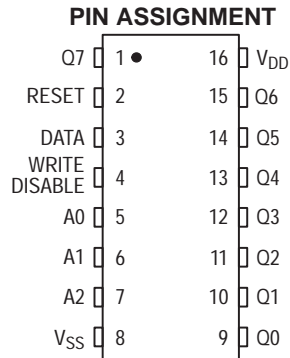 PIN ASSIGNMENT
Q7 1 16 VDD
RESET 2 15 Q6
DATA 3 14 Q5
WRITE
DISABLE 4 13 Q4
A0 5 12 Q3
A1 6 11 Q2
A2 7 10 Q1
VSS 8 9 Q0